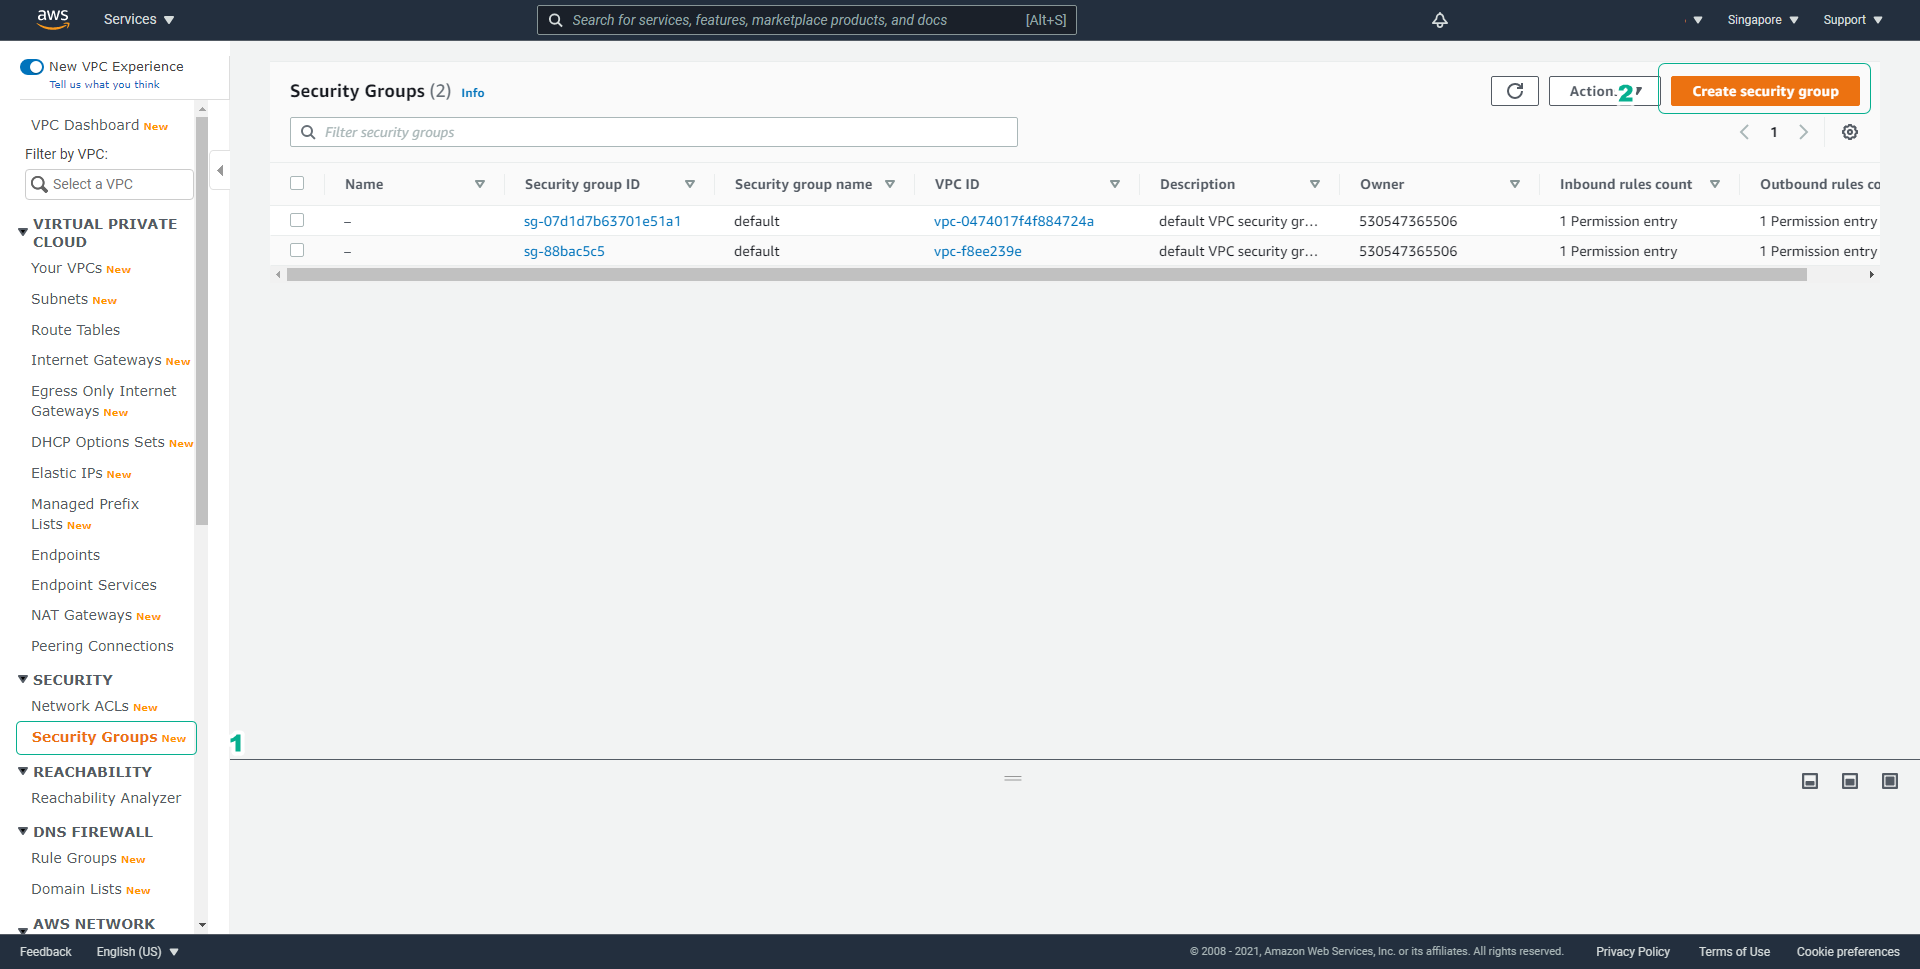 aws
Services
Search for services, features, marketplace products, and docs [Alt+S]
Singapore
Support
New VPC Experience
Tell us what you think
VPC Dashboard New
Filter by VPC:
Select a VPC
VIRTUAL PRIVATE
CLOUD
Your VPCs New
Subnets New
Route Tables
Internet Gateways New
Egress Only Internet
Gateways New
DHCP Options Sets New
Elastic IPs New
Managed Prefix
Lists New
Endpoints
Endpoint Services
NAT Gateways New
Peering Connections
SECURITY
Network ACLs New
Security Groups New
1
REACHABILITY
Reachability Analyzer
DNS FIREWALL
Rule Groups New
Domain Lists New
AWS NETWORK
Security Groups (2) Info
Action
2
Create security group
Filter security groups
1
Name Security group ID Security group name VPC ID Description Owner Inbound rules count Outbound rules co
– sg-07d1d7b63701e51a1 default vpc-0474017f4f884724a default VPC security gr... 530547365506 1 Permission entry 1 Permission entry
– sg-88bac5c5 default vpc-f8ee239e default VPC security gr... 530547365506 1 Permission entry 1 Permission entry
Feedback
English (US)
© 2008 - 2021, Amazon Web Services, Inc. or its affiliates. All rights reserved.
Privacy Policy
Terms of Use
Cookie preferences